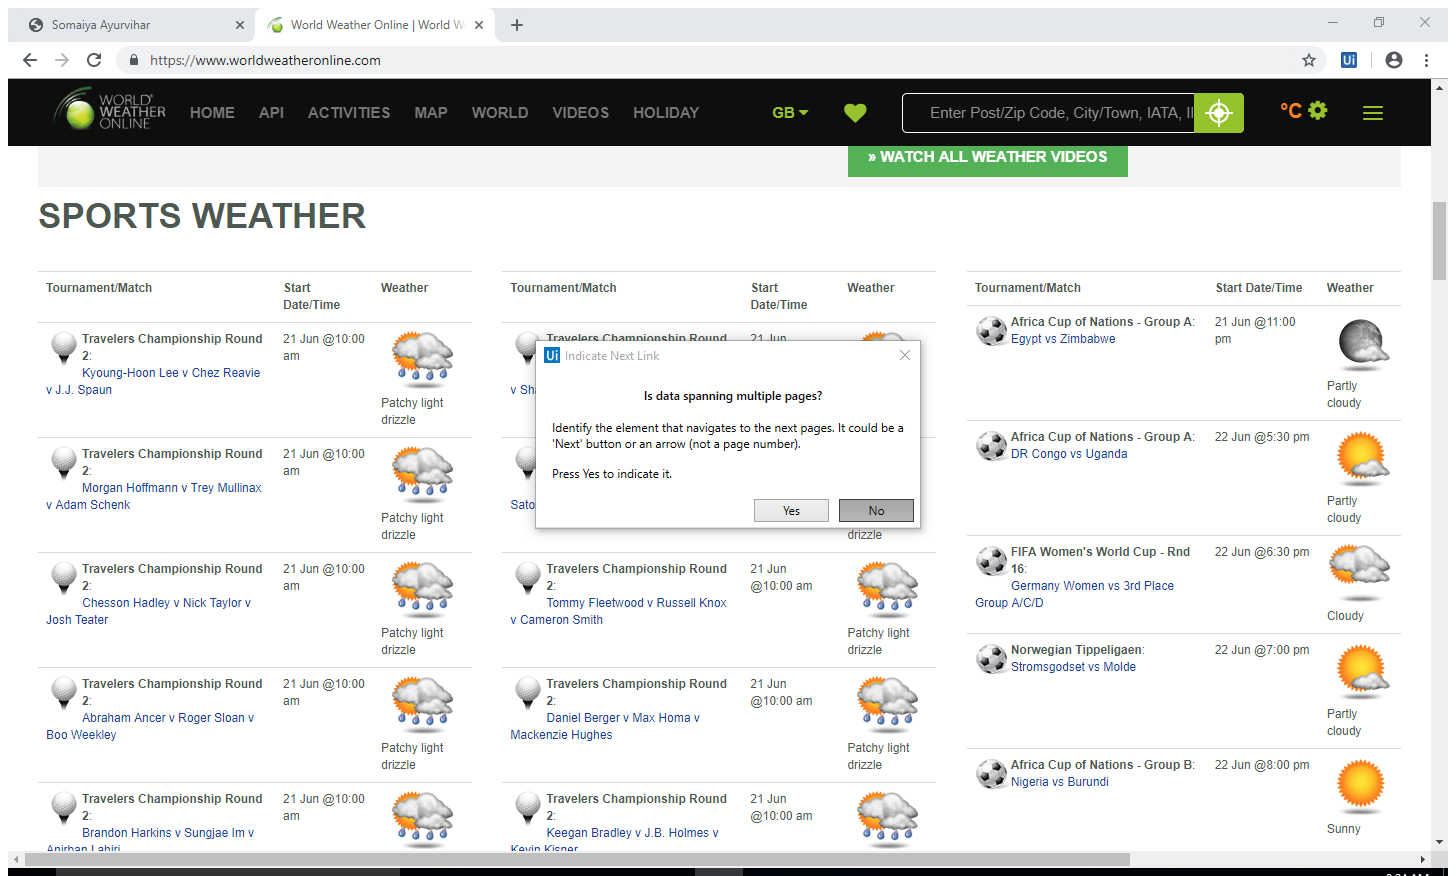 Somaiya Ayurvihar
World Weather Online | World W
https://www.worldweatheronline.com
Ui
WORLD
WEATHER
ONLINE
HOME API ACTIVITIES MAP WORLD VIDEOS HOLIDAY
GB
Enter Post/Zip Code, City/Town, IATA, I
°C
» WATCH ALL WEATHER VIDEOS
SPORTS WEATHER
Tournament/Match
Start
Date/Time
Weather
Travelers Championship Round
2:
Kyoung-Hoon Lee v Chez Reavie
v J.J. Spaun
21 Jun @10:00
am
Patchy light
drizzle
Travelers Championship Round
2:
Morgan Hoffmann v Trey Mullinax
v Adam Schenk
21 Jun @10:00
am
Patchy light
drizzle
Travelers Championship Round
2:
Chesson Hadley v Nick Taylor v
Josh Teater
21 Jun @10:00
am
Patchy light
drizzle
Travelers Championship Round
2:
Abraham Ancer v Roger Sloan v
Boo Weekley
21 Jun @10:00
am
Patchy light
drizzle
Travelers Championship Round
2:
Brandon Harkins v Sungjae Im v
Anirban Lahiri
21 Jun @10:00
am
Tournament/Match
Start
Date/Time
Weather
Travelers Championship Round
21 Jun
v Sha
Sato
drizzle
Ui Indicate Next Link
Is data spanning multiple pages?
Identify the element that navigates to the next pages. It could be a
'Next' button or an arrow (not a page number).
Press Yes to indicate it.
Yes
No
Travelers Championship Round
2:
Tommy Fleetwood v Russell Knox
v Cameron Smith
21 Jun
@10:00 am
Patchy light
drizzle
Travelers Championship Round
2:
Daniel Berger v Max Homa v
Mackenzie Hughes
21 Jun
@10:00 am
Patchy light
drizzle
Travelers Championship Round
2:
Keegan Bradley v J.B. Holmes v
Kevin Kisner
21 Jun
@10:00 am
Tournament/Match
Start Date/Time
Weather
Africa Cup of Nations - Group A:
Egypt vs Zimbabwe
21 Jun @11:00
pm
Partly
cloudy
Africa Cup of Nations - Group A:
DR Congo vs Uganda
22 Jun @5:30 pm
Partly
cloudy
FIFA Women's World Cup - Rnd
16:
Germany Women vs 3rd Place
Group A/C/D
22 Jun @6:30 pm
Cloudy
Norwegian Tippeligaen:
Stromsgodset vs Molde
22 Jun @7:00 pm
Partly
cloudy
Africa Cup of Nations - Group B:
Nigeria vs Burundi
22 Jun @8:00 pm
Sunny